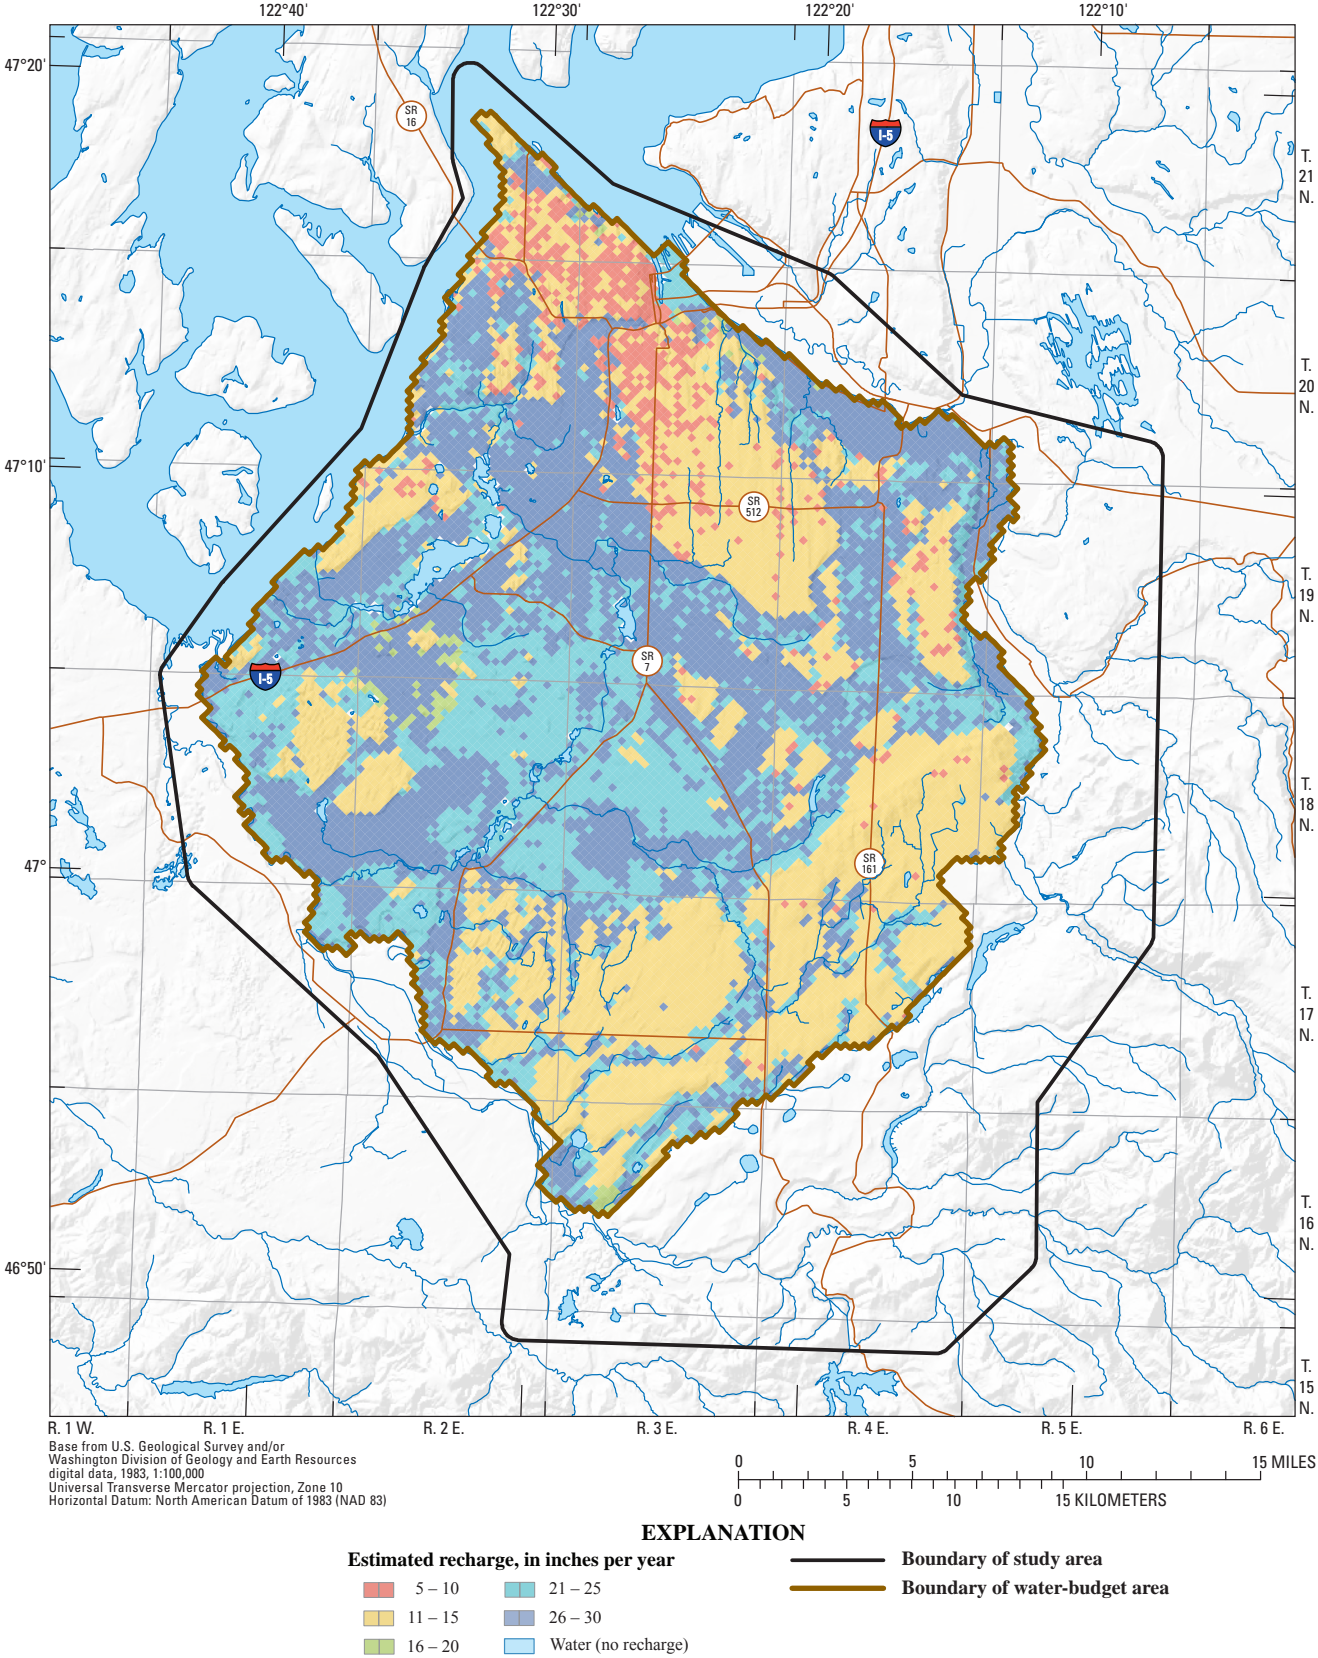 122°40' 122°30' 122°20' 122°10'
47°20'
SR
16
I-5
T.
21
N.
T.
20
N.
47°10'
SR
512
T.
19
N.
SR
7
I-5
T.
18
N.
47°
SR
161
T.
17
N.
T.
16
N.
46°50'
T.
15
N.
R. 1 W. R. 1 E. R. 2 E. R. 3 E. R. 4 E. R. 5 E. R. 6 E.
Base from U.S. Geological Survey and/or
Washington Division of Geology and Earth Resources
digital data, 1983, 1:100,000
Universal Transverse Mercator projection, Zone 10
Horizontal Datum: North American Datum of 1983 (NAD 83)
0 5 10 15 MILES
0 5 10 15 KILOMETERS
EXPLANATION
Estimated recharge, in inches per year
5 – 10
11 – 15
16 – 20
21 – 25
26 – 30
Water (no recharge)
Boundary of study area
Boundary of water-budget area